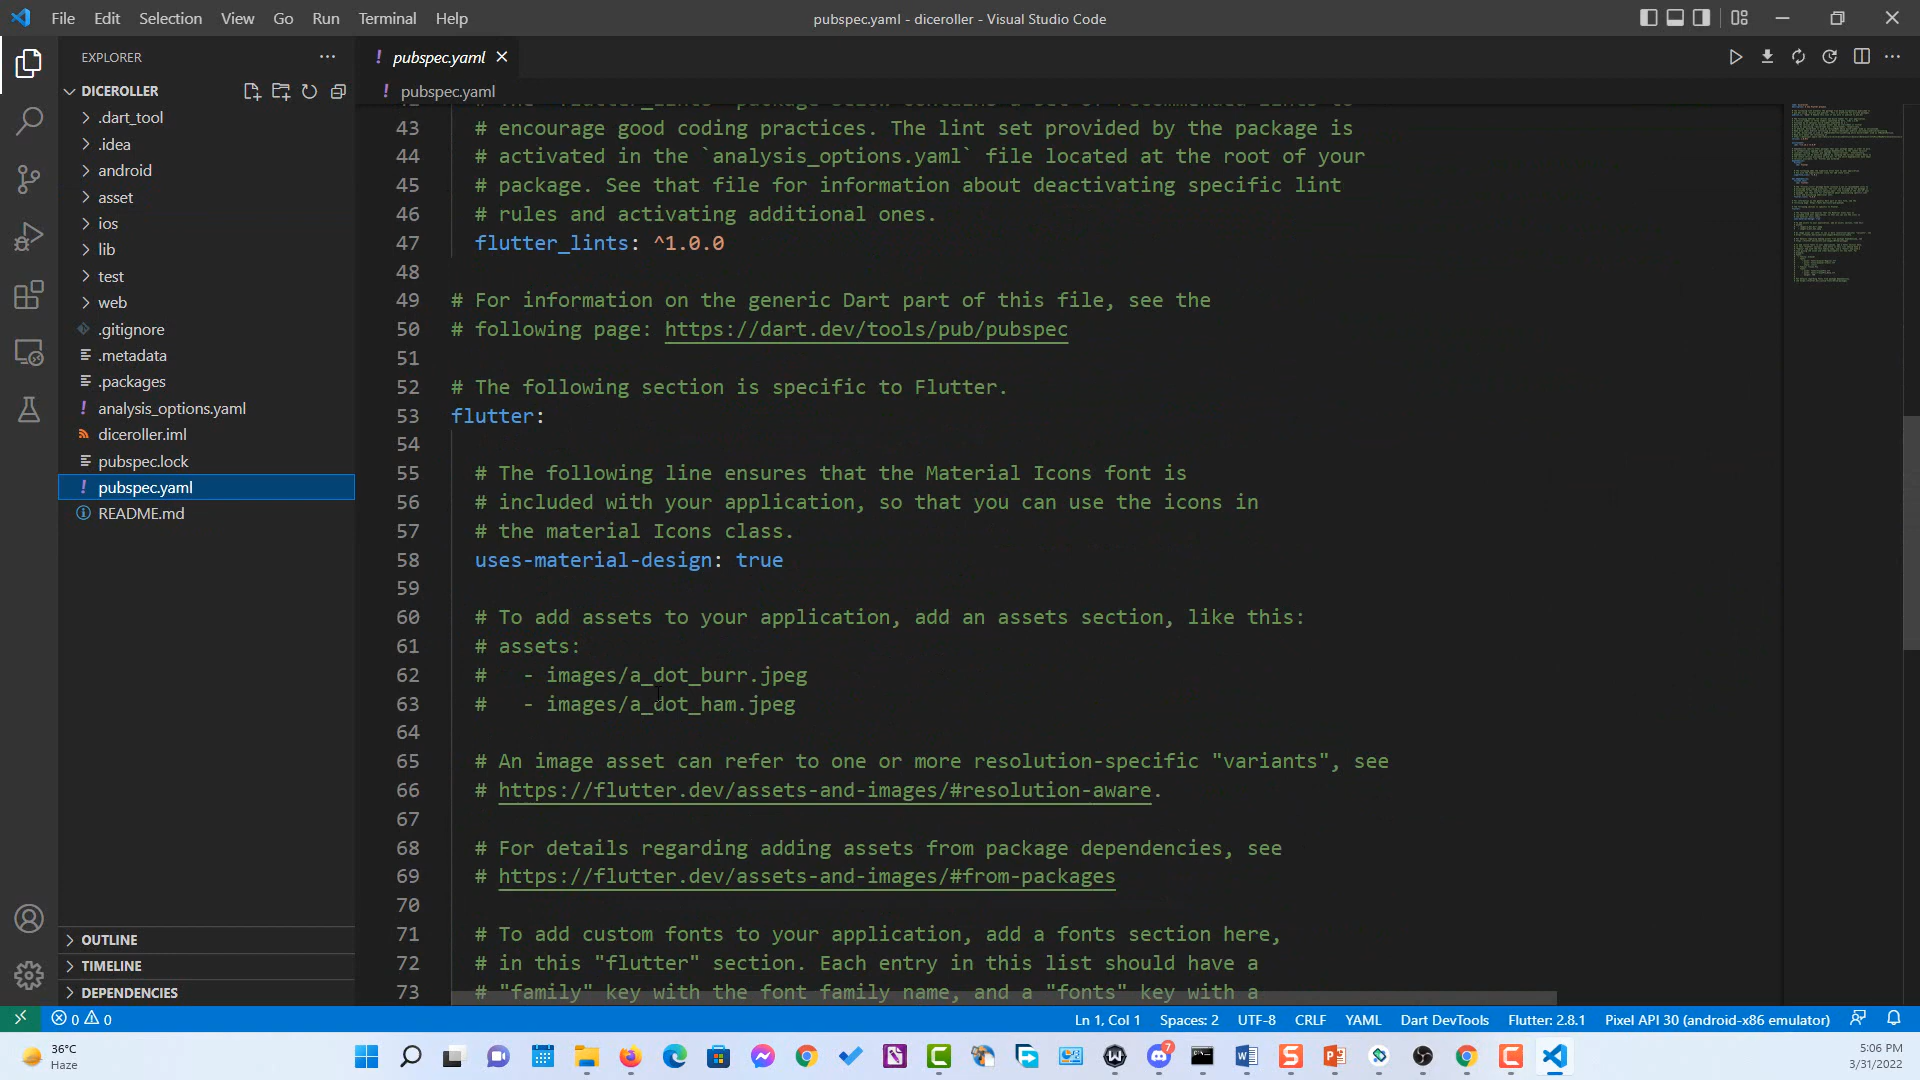 File Edit Selection View Go Run Terminal Help
pubspec.yaml - diceroller - Visual Studio Code
EXPLORER
DICEROLLER
.dart_tool
.idea
android
asset
ios
lib
test
web
.gitignore
.metadata
.packages
analysis_options.yaml
diceroller.iml
pubspec.lock
pubspec.yaml
README.md
OUTLINE
TIMELINE
DEPENDENCIES
! pubspec.yaml
! pubspec.yaml
43 # encourage good coding practices. The lint set provided by the package is
44 # activated in the `analysis_options.yaml` file located at the root of your
45 # package. See that file for information about deactivating specific lint
46 # rules and activating additional ones.
47 flutter_lints: ^1.0.0
48
49 # For information on the generic Dart part of this file, see the
50 # following page: https://dart.dev/tools/pub/pubspec
51
52 # The following section is specific to Flutter.
53 flutter:
54
55 # The following line ensures that the Material Icons font is
56 # included with your application, so that you can use the icons in
57 # the material Icons class.
58 uses-material-design: true
59
60 # To add assets to your application, add an assets section, like this:
61 # assets:
62 #   - images/a_dot_burr.jpeg
63 #   - images/a_dot_ham.jpeg
64
65 # An image asset can refer to one or more resolution-specific "variants", see
66 # https://flutter.dev/assets-and-images/#resolution-aware.
67
68 # For details regarding adding assets from package dependencies, see
69 # https://flutter.dev/assets-and-images/#from-packages
70
71 # To add custom fonts to your application, add a fonts section here,
72 # in this "flutter" section. Each entry in this list should have a
73 # "family" key with the font family name, and a "fonts" key with a
0 0 Ln 1, Col 1 Spaces: 2 UTF-8 CRLF YAML Dart DevTools Flutter: 2.8.1 Pixel API 30 (android-x86 emulator)
36°C
Haze
7
5:06 PM
3/31/2022